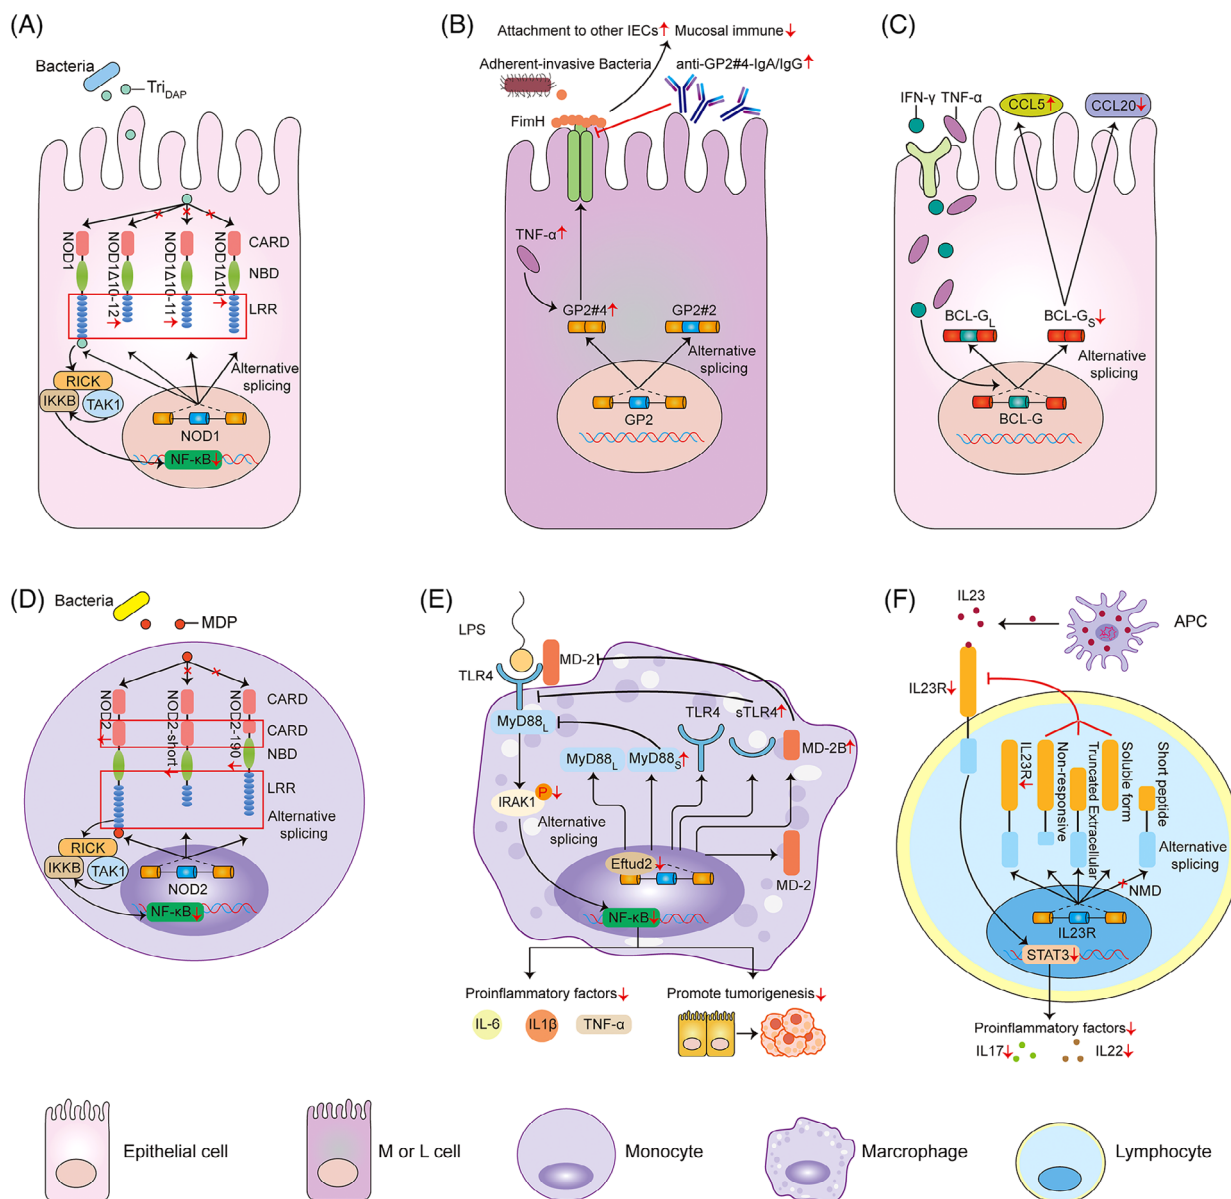 (A)
Bacteria
Tri_DAP
NOD1
NOD1Δ10-12
NOD1Δ10-11
NOD1Δ10
CARD
NBD
LRR
Alternative
splicing
RICK
IKKB
TAK1
NOD1
NF-κB
(B)
Attachment to other IECs Mucosal immune
Adherent-invasive Bacteria
anti-GP2#4-IgA/IgG
FimH
TNF-α
GP2#4
GP2#2
Alternative
splicing
GP2
(C)
IFN-γ
TNF-α
CCL5
CCL20
BCL-G_L
BCL-G_S
Alternative
splicing
BCL-G
(D)
Bacteria
MDP
NOD2
NOD2-short
NOD2-190
CARD
CARD
NBD
LRR
Alternative
splicing
RICK
IKKB
TAK1
NOD2
NF-κB
(E)
LPS
TLR4
MD-2
MyD88_L
TLR4
sTLR4
MD-2B
MyD88_L
MyD88_S
IRAK1
P
Alternative
splicing
Eftud2
MD-2
NF-κB
Proinflammatory factors
IL-6
IL1β
TNF-α
Promote tumorigenesis
(F)
IL23
APC
IL23R
IL23R
Non-responsive
Truncated Extracellular
Soluble form
Short peptide
Alternative
splicing
NMD
IL23R
STAT3
Proinflammatory factors
IL17
IL22
Epithelial cell
M or L cell
Monocyte
Marcrophage
Lymphocyte